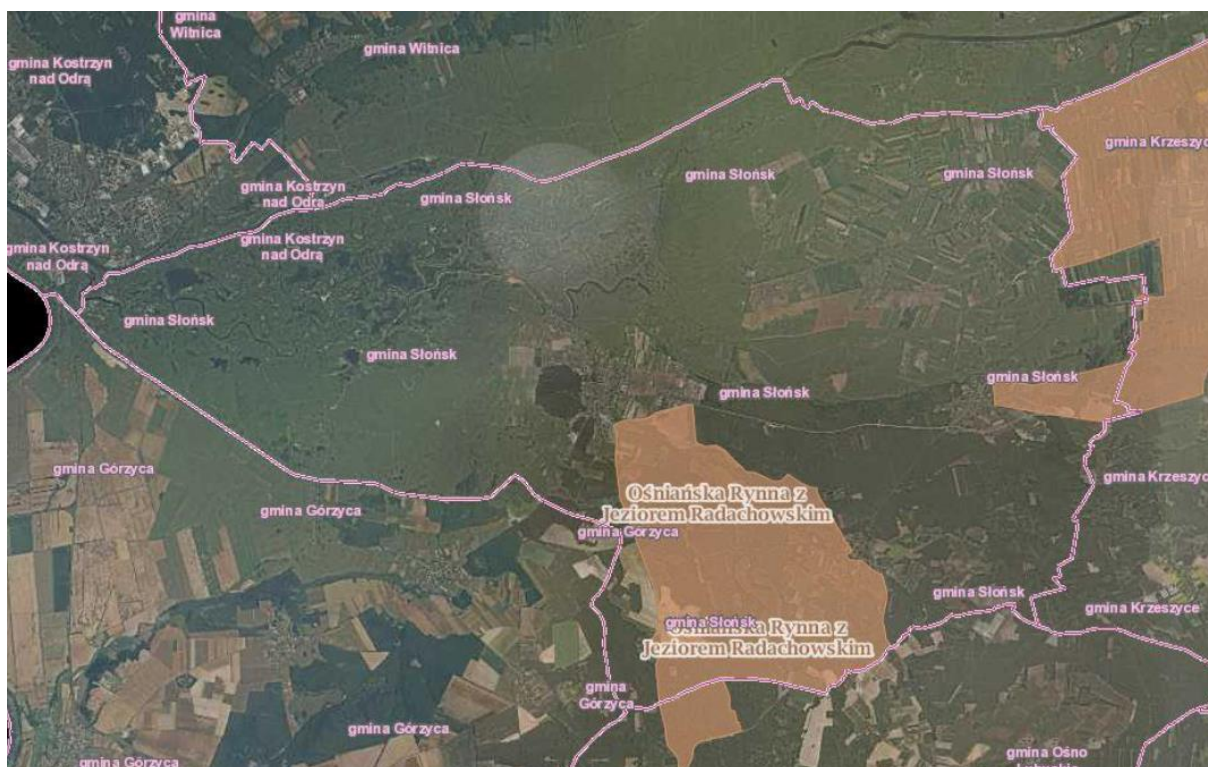 gmina
Witnica
gmina Witnica
gmina Kostrzyn
nad Odrą
gmina Krzeszyce
gmina Słońsk
gmina Słońsk
gmina Kostrzyn
nad Odrą
gmina Słońsk
gmina Kostrzyn
nad Odrą
gmina Kostrzyn
nad Odrą
gmina Słońsk
gmina Słońsk
gmina Słońsk
gmina Słońsk
gmina Górzyca
gmina Krzeszyc
Ośniańska Rynna z
Jeziorem Radachowskim
gmina Górzyca
gmina Górzyca
gmina Słońsk
gmina Krzeszyce
gmina Słońsk
Ośniańska Rynna z
Jeziorem Radachowskim
gmina
Górzyca
gmina Górzyca
gmina Ośno
gmina Górzyca